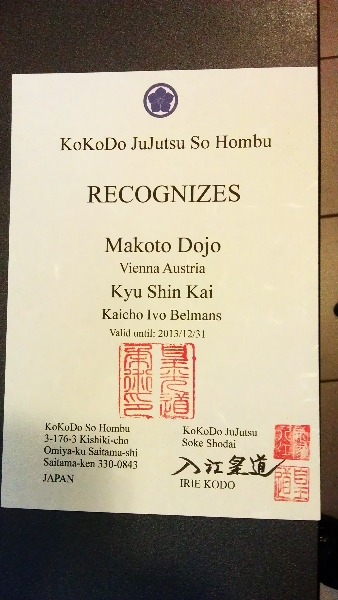 KoKoDo JuJutsu So Hombu
RECOGNIZES
Makoto Dojo
Vienna Austria
Kyu Shin Kai
Kaicho Ivo Belmans
Valid until: 2013/12/31
KoKoDo So Hombu
3-176-3 Kishiki-cho
Omiya-ku Saitama-shi
Saitama-ken 330-0843
JAPAN
KoKoDo JuJutsu
Soke Shodai
入江皇道
IRIE KODO